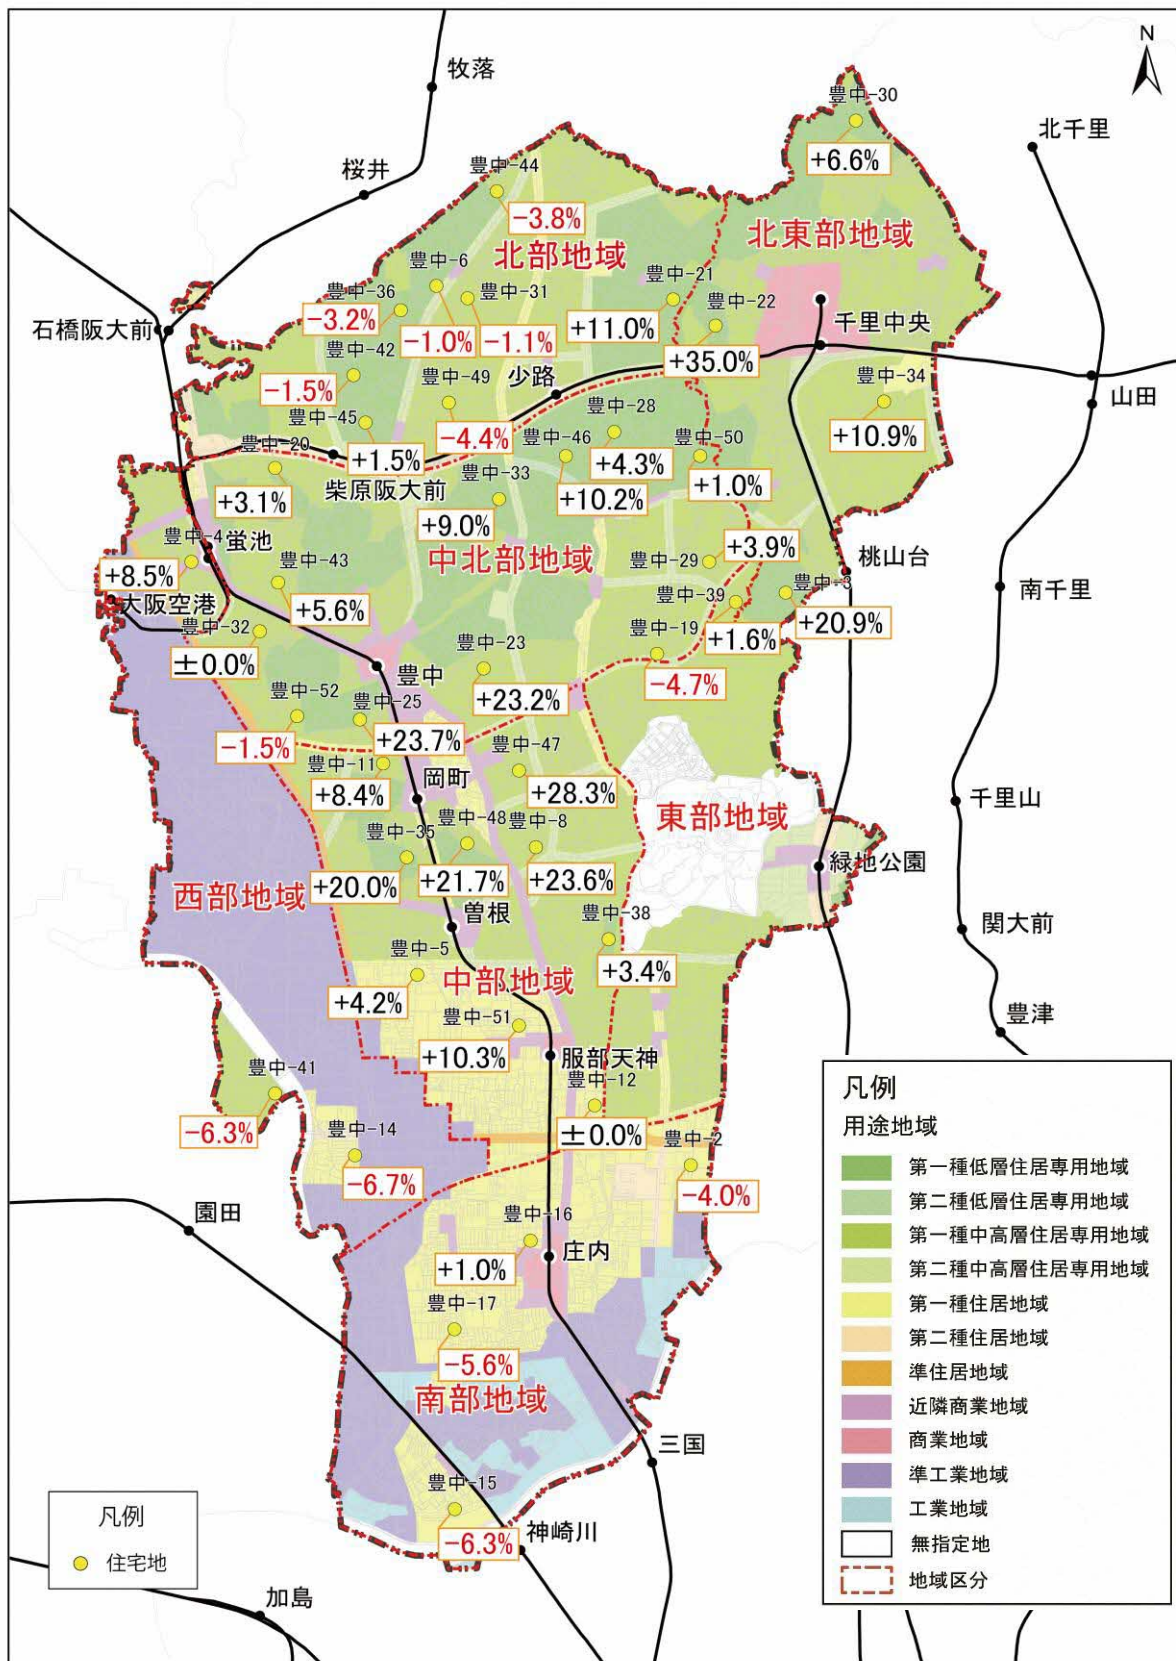 N
牧落
豊中-30
北千里
+6.6%
桜井
豊中-44
-3.8%
北部地域
北東部地域
豊中-6
豊中-21
豊中-36
豊中-31
豊中-22
石橋阪大前
-3.2%
-1.0%
-1.1%
+11.0%
千里中央
豊中-42
+35.0%
豊中-49
少路
豊中-34
山田
-1.5%
豊中-45
-4.4%
豊中-28
+10.9%
豊中-20
+1.5%
豊中-46
+4.3%
豊中-50
柴原阪大前
豊中-33
+10.2%
+1.0%
+3.1%
+9.0%
豊中-4
蛍池
中北部地域
+3.9%
豊中-43
豊中-29
桃山台
+8.5%
豊中-3
南千里
大阪空港
+5.6%
豊中-39
豊中-32
+1.6%
+20.9%
豊中-19
±0.0%
豊中
豊中-23
-4.7%
+23.2%
豊中-52
豊中-25
-1.5%
+23.7%
豊中-47
豊中-11
+8.4%
岡町
+28.3%
千里山
東部地域
豊中-48
豊中-8
豊中-35
緑地公園
西部地域
+20.0%
+21.7%
+23.6%
曽根
豊中-38
関大前
豊中-5
+3.4%
中部地域
+4.2%
豊中-51
豊津
+10.3%
服部天神
豊中-41
豊中-12
-6.3%
±0.0%
豊中-14
豊中-2
-6.7%
-4.0%
園田
豊中-16
庄内
+1.0%
豊中-17
-5.6%
南部地域
三国
豊中-15
神崎川
-6.3%
加島
凡例
住宅地
凡例
用途地域
第一種低層住居専用地域
第二種低層住居専用地域
第一種中高層住居専用地域
第二種中高層住居専用地域
第一種住居地域
第二種住居地域
準住居地域
近隣商業地域
商業地域
準工業地域
工業地域
無指定地
地域区分